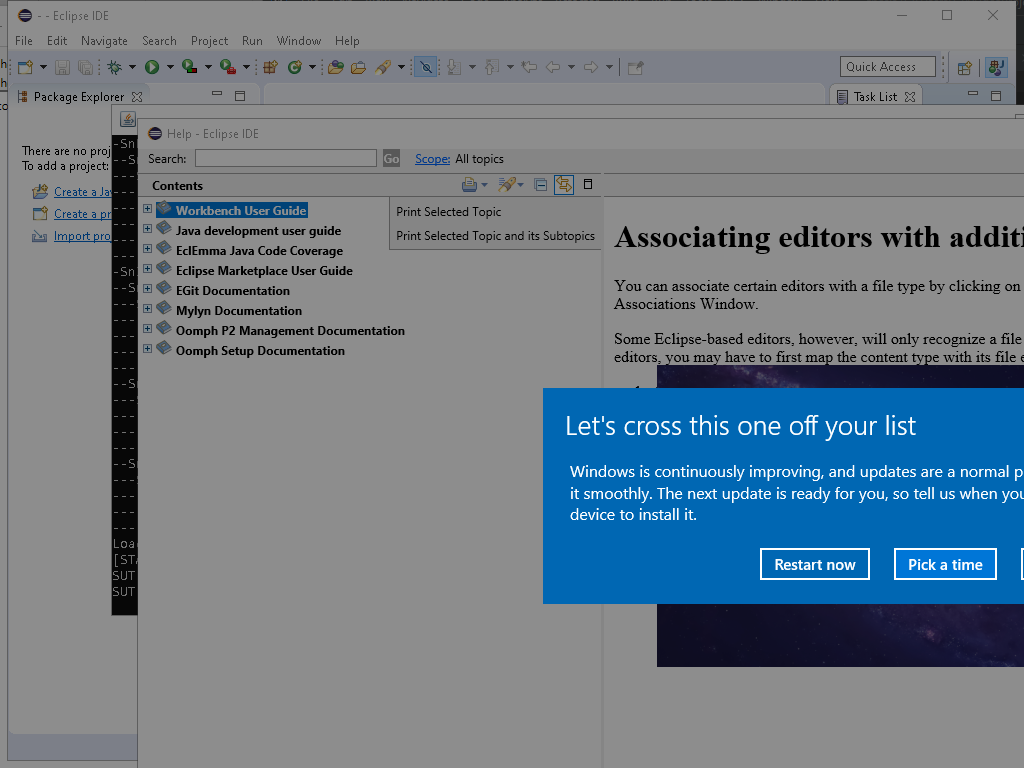 - - Eclipse IDE
File Edit Navigate Search Project Run Window Help
Quick Access
Package Explorer
Task List
There are no proj
To add a project:
Create a Ja
Create a pr
Import pro
Help - Eclipse IDE
Search:
Go
Scope: All topics
Contents
Workbench User Guide
Java development user guide
EclEmma Java Code Coverage
Eclipse Marketplace User Guide
EGit Documentation
Mylyn Documentation
Oomph P2 Management Documentation
Oomph Setup Documentation
Print Selected Topic
Print Selected Topic and its Subtopics
Associating editors with additi
You can associate certain editors with a file type by clicking on
Associations Window.
Some Eclipse-based editors, however, will only recognize a file
editors, you may have to first map the content type with its file e
Let's cross this one off your list
Windows is continuously improving, and updates are a normal p
it smoothly. The next update is ready for you, so tell us when you
device to install it.
Restart now
Pick a time
-Sn
--S
-Sn
--S
--S
Loa
[STA
SUT
SUT